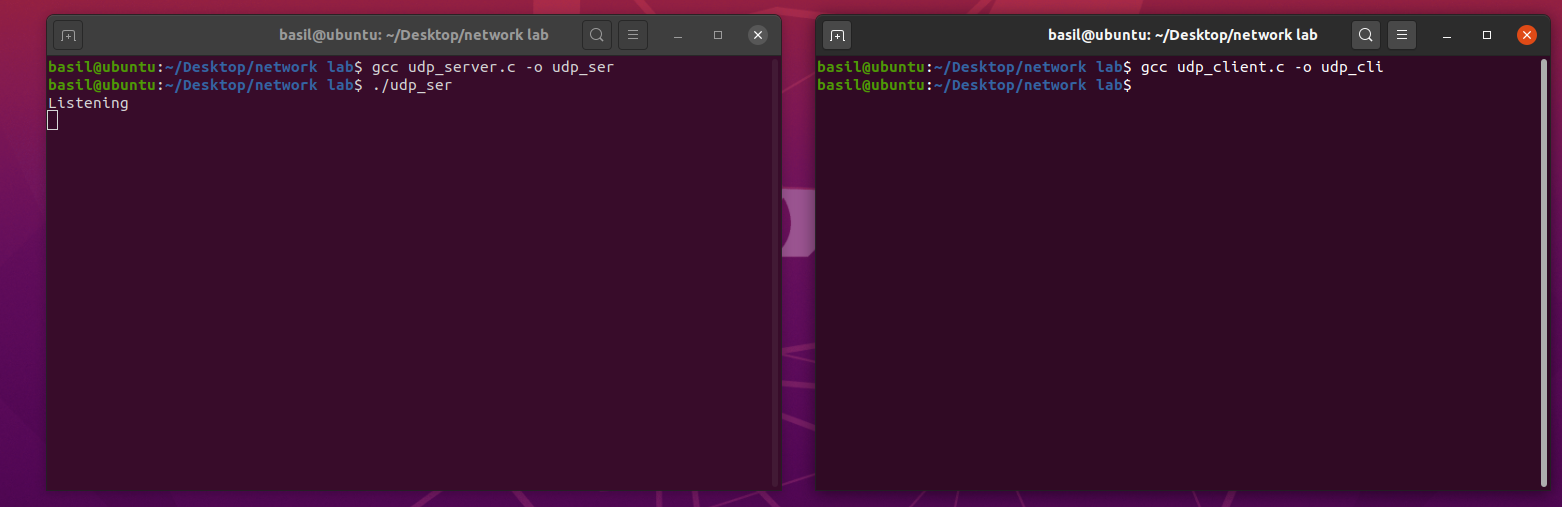 basil@ubuntu: ~/Desktop/network lab
basil@ubuntu:~/Desktop/network lab$ gcc udp_server.c -o udp_ser
basil@ubuntu:~/Desktop/network lab$ ./udp_ser
Listening
basil@ubuntu: ~/Desktop/network lab
basil@ubuntu:~/Desktop/network lab$ gcc udp_client.c -o udp_cli
basil@ubuntu:~/Desktop/network lab$